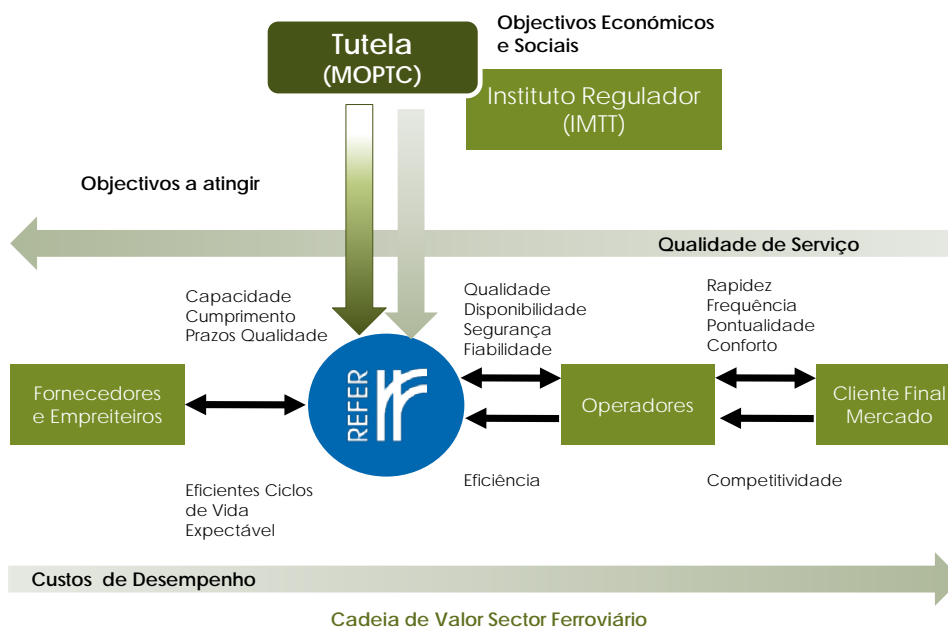 Objectivos Económicos
e Sociais
Tutela
(MOPTC)
Instituto Regulador
(IMTT)
Objectivos a atingir
Qualidade de Serviço
Capacidade
Cumprimento
Prazos Qualidade
Qualidade
Disponibilidade
Segurança
Fiabilidade
Rapidez
Frequência
Pontualidade
Conforto
Fornecedores
e Empreiteiros
REFER
Operadores
Cliente Final
Mercado
Eficientes Ciclos
de Vida
Expectável
Eficiência
Competitividade
Custos de Desempenho
Cadeia de Valor Sector Ferroviário